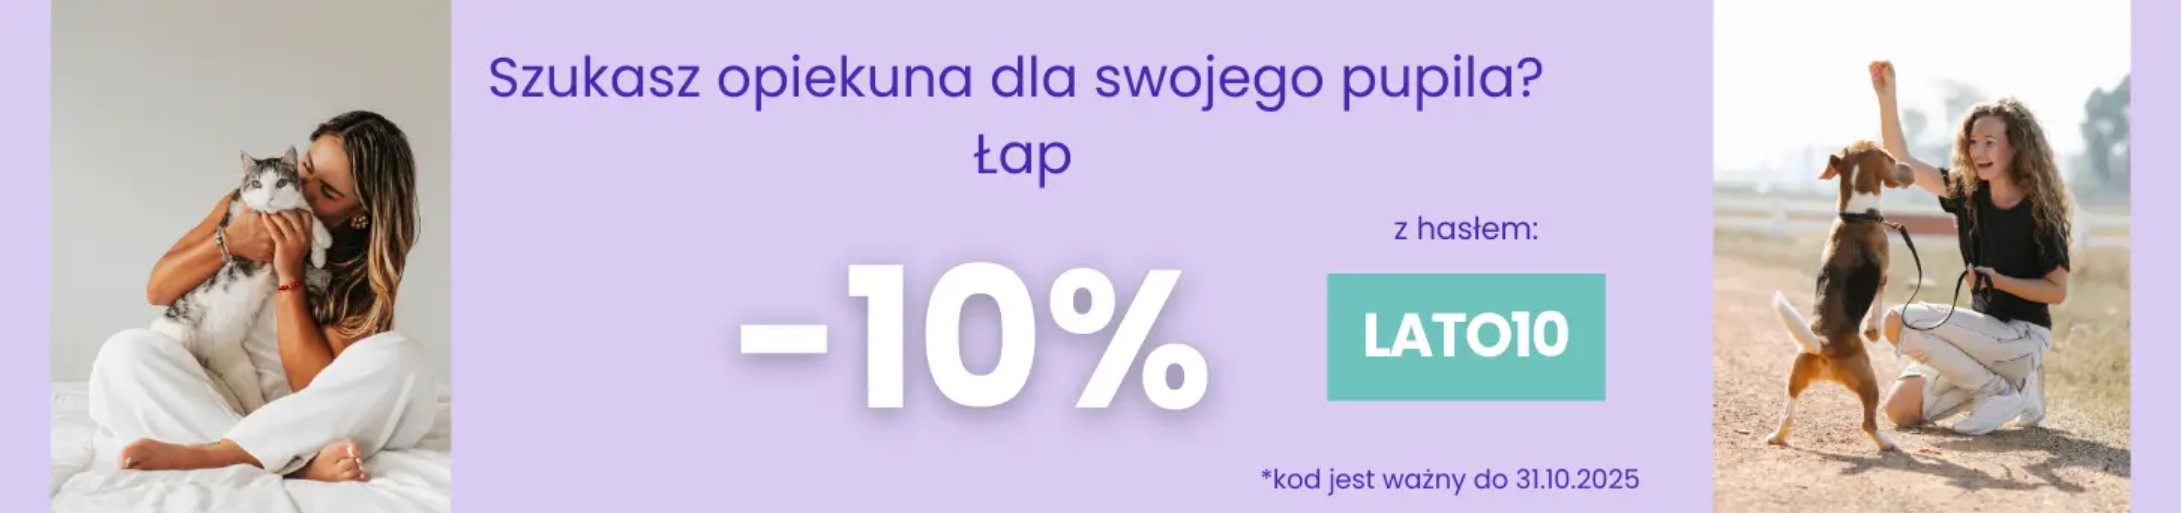 Szukasz opiekuna dla swojego pupila?
Łap
-10%
z hasłem:
LATO10
*kod jest ważny do 31.10.2025